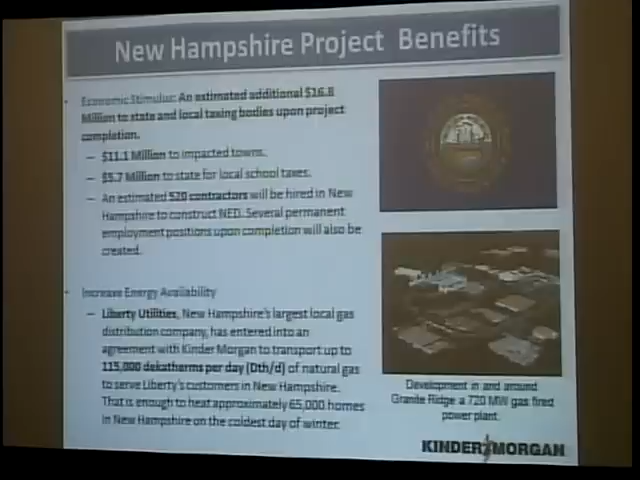 New Hampshire Project Benefits
Economic Stimulus: An estimated additional $16.8
Million to state and local taxing bodies upon project
completion.
– $11.1 Million to impacted towns.
– $5.7 Million to state for local school taxes.
– An estimated 520 contractors will be hired in New
Hampshire to construct NED. Several permanent
employment positions upon completion will also be
created.
Increase Energy Availability
– Liberty Utilities, New Hampshire's largest local gas
distribution company, has entered into an
agreement with Kinder Morgan to transport up to
115,000 dekatherms per day (Dth/d) of natural gas
to serve Liberty's customers in New Hampshire.
That is enough to heat approximately 65,000 homes
in New Hampshire on the coldest day of winter.
Development in and around
Granite Ridge a 720 MW gas fired
power plant.
KINDER MORGAN